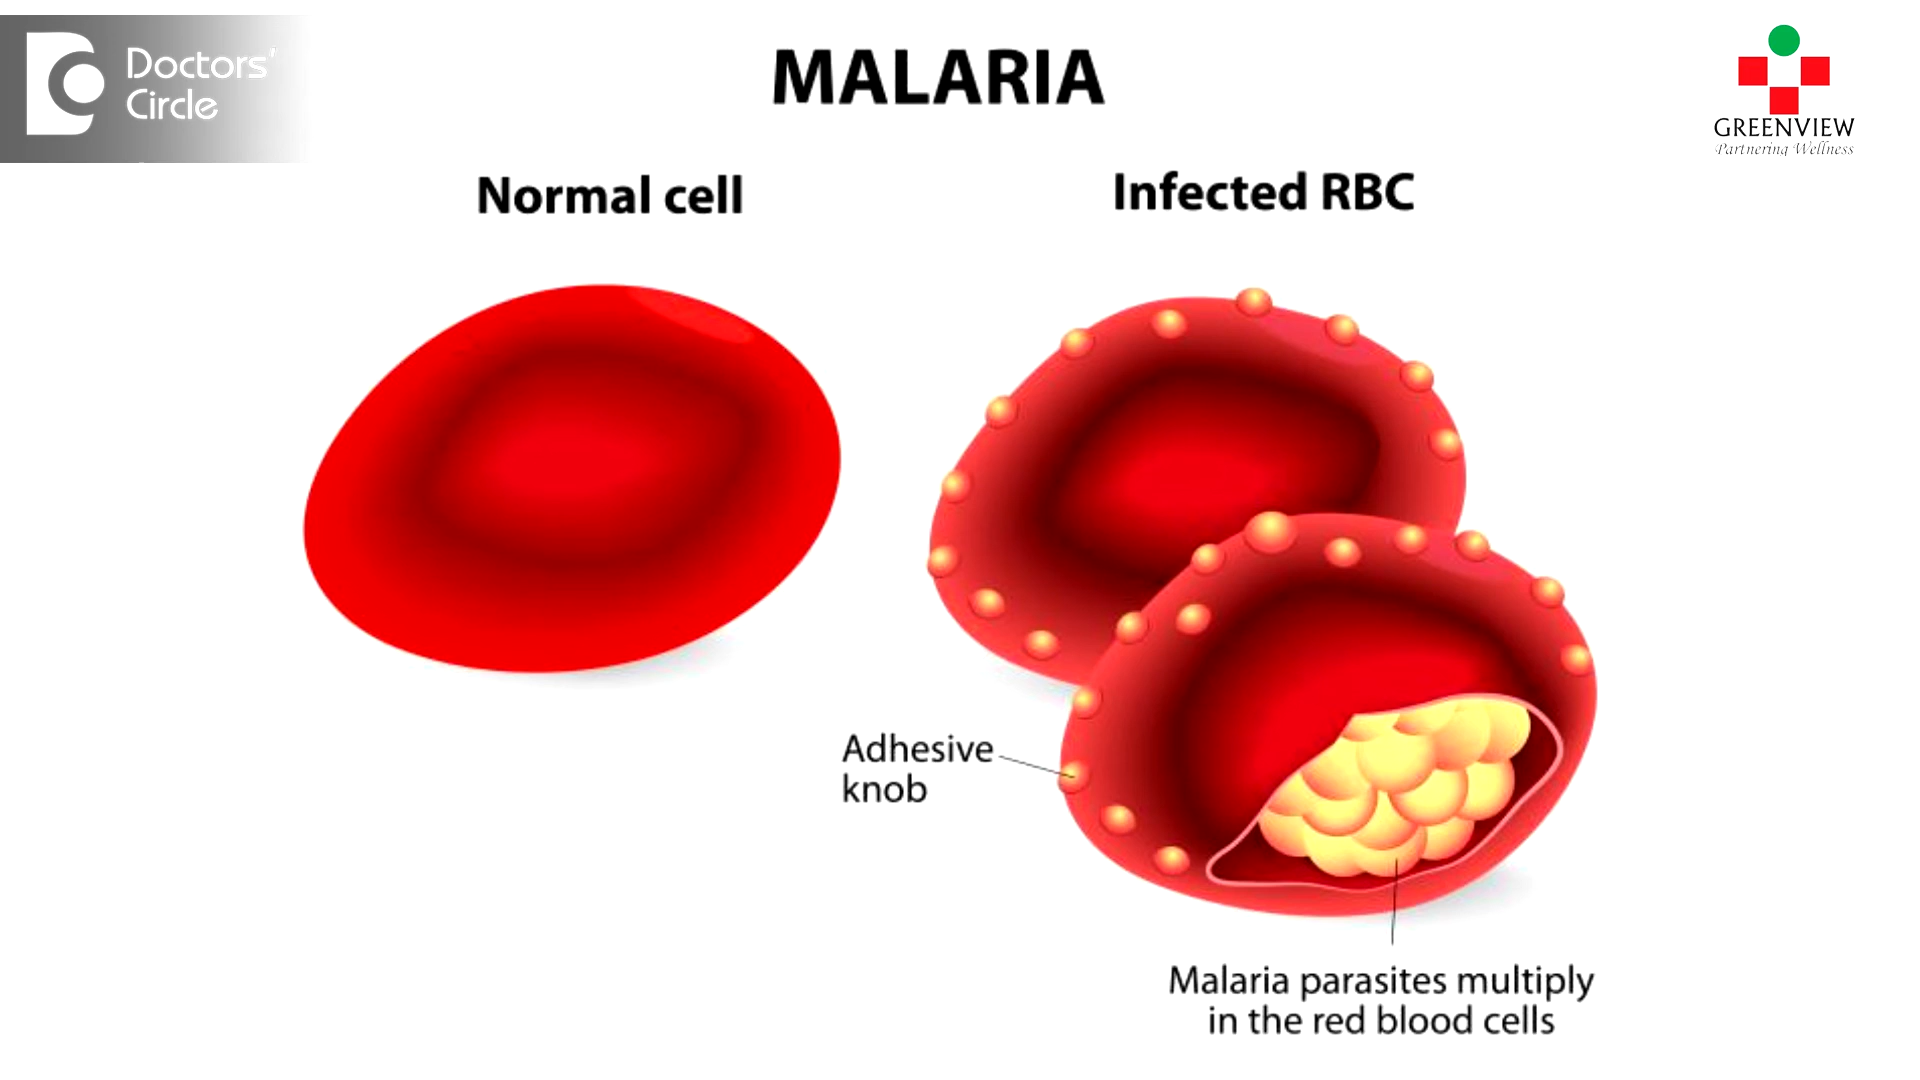 Doctors'
Circle
MALARIA
GREENVIEW
Partnering Wellness
Normal cell
Infected RBC
Adhesive
knob
Malaria parasites multiply
in the red blood cells